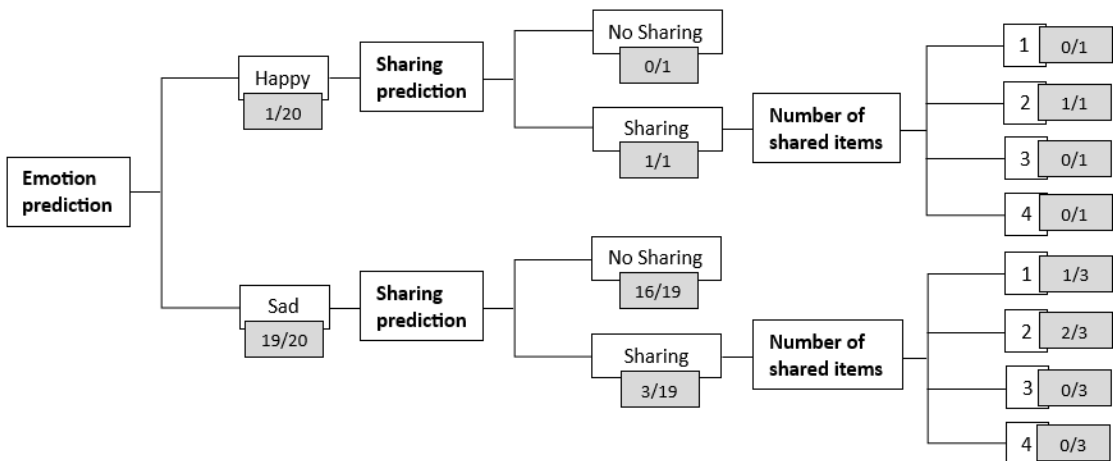 Emotion
prediction
Happy
1/20
Sharing
prediction
No Sharing
0/1
Sharing
1/1
Number of
shared items
1 0/1
2 1/1
3 0/1
4 0/1
Sad
19/20
Sharing
prediction
No Sharing
16/19
Sharing
3/19
Number of
shared items
1 1/3
2 2/3
3 0/3
4 0/3